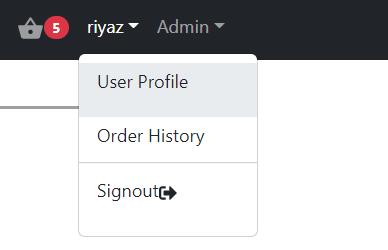 5 riyaz Admin
User Profile
Order History
Signout